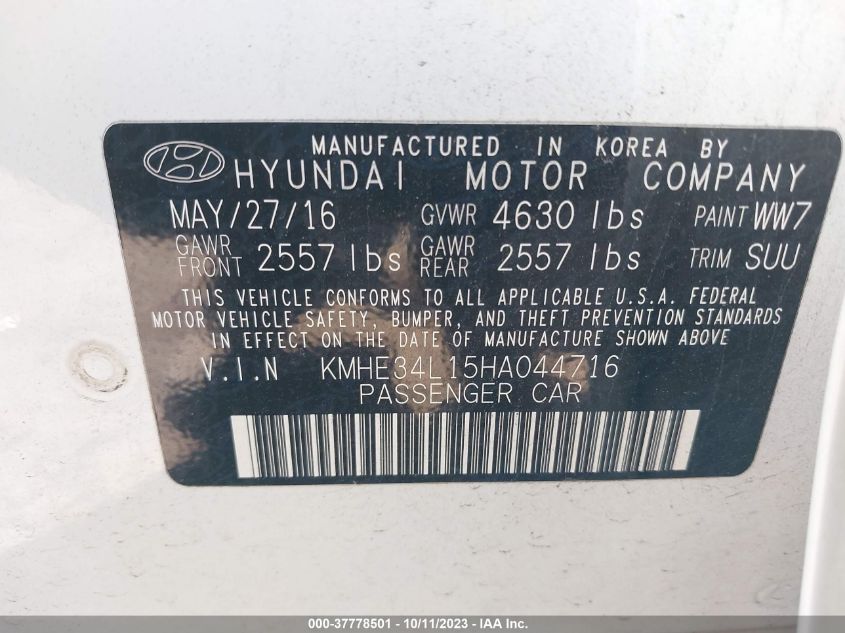 MANUFACTURED IN KOREA BY
HYUNDAI MOTOR COMPANY
MAY/27/16 GVWR 4630 lbs PAINT WW7
GAWR FRONT 2557 lbs GAWR REAR 2557 lbs TRIM SUU
THIS VEHICLE CONFORMS TO ALL APPLICABLE U.S.A. FEDERAL
MOTOR VEHICLE SAFETY, BUMPER, AND THEFT PREVENTION STANDARDS
IN EFFECT ON THE DATE OF MANUFACTURE SHOWN ABOVE
V.I.N KMHE34L15HA044716
PASSENGER CAR
000-37778501 - 10/11/2023 - IAA Inc.